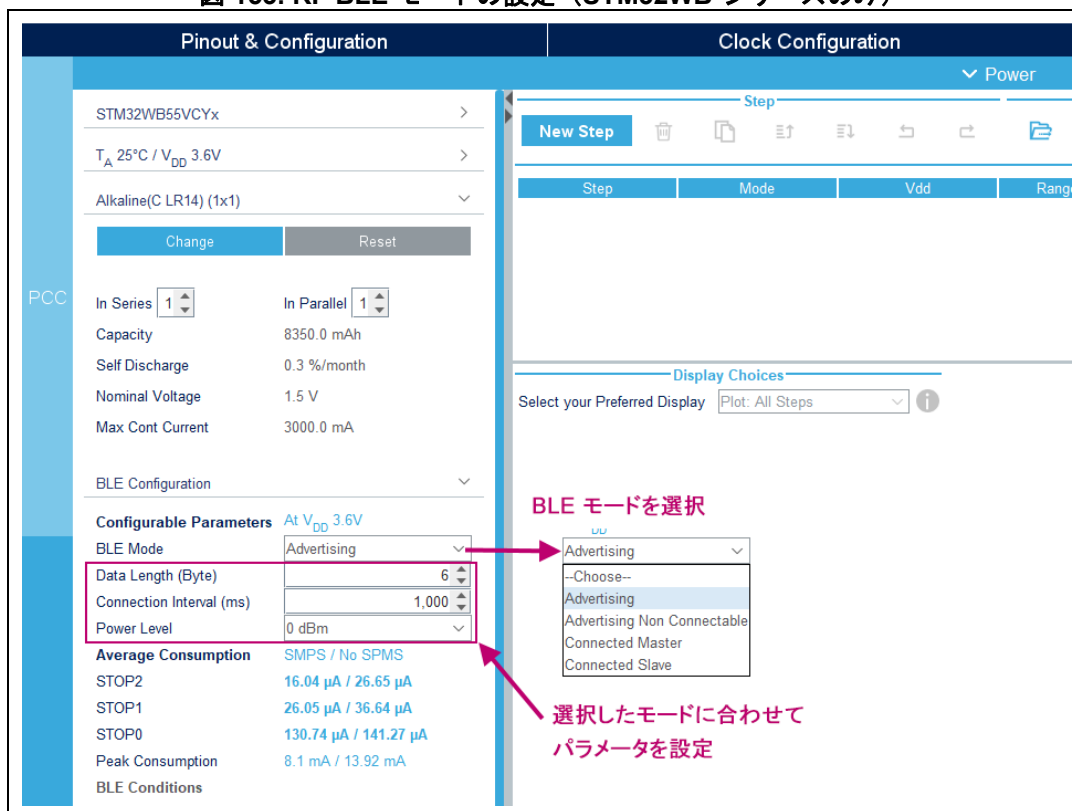 Pinout & Configuration
Clock Configuration
Power
STM32WB55VCYx
TA 25°C / VDD 3.6V
Alkaline(C LR14) (1x1)
Change
Reset
PCC
In Series 1
In Parallel 1
Capacity 8350.0 mAh
Self Discharge 0.3 %/month
Nominal Voltage 1.5 V
Max Cont Current 3000.0 mA
BLE Configuration
Configurable Parameters At VDD 3.6V
BLE Mode Advertising
Data Length (Byte) 6
Connection Interval (ms) 1,000
Power Level 0 dBm
Average Consumption SMPS / No SPMS
STOP2 16.04 µA / 26.65 µA
STOP1 26.05 µA / 36.64 µA
STOP0 130.74 µA / 141.27 µA
Peak Consumption 8.1 mA / 13.92 mA
BLE Conditions
Step
New Step
Step Mode Vdd Range
Display Choices
Select your Preferred Display Plot: All Steps
BLE モードを選択
Advertising
--Choose--
Advertising
Advertising Non Connectable
Connected Master
Connected Slave
選択したモードに合わせて
パラメータを設定